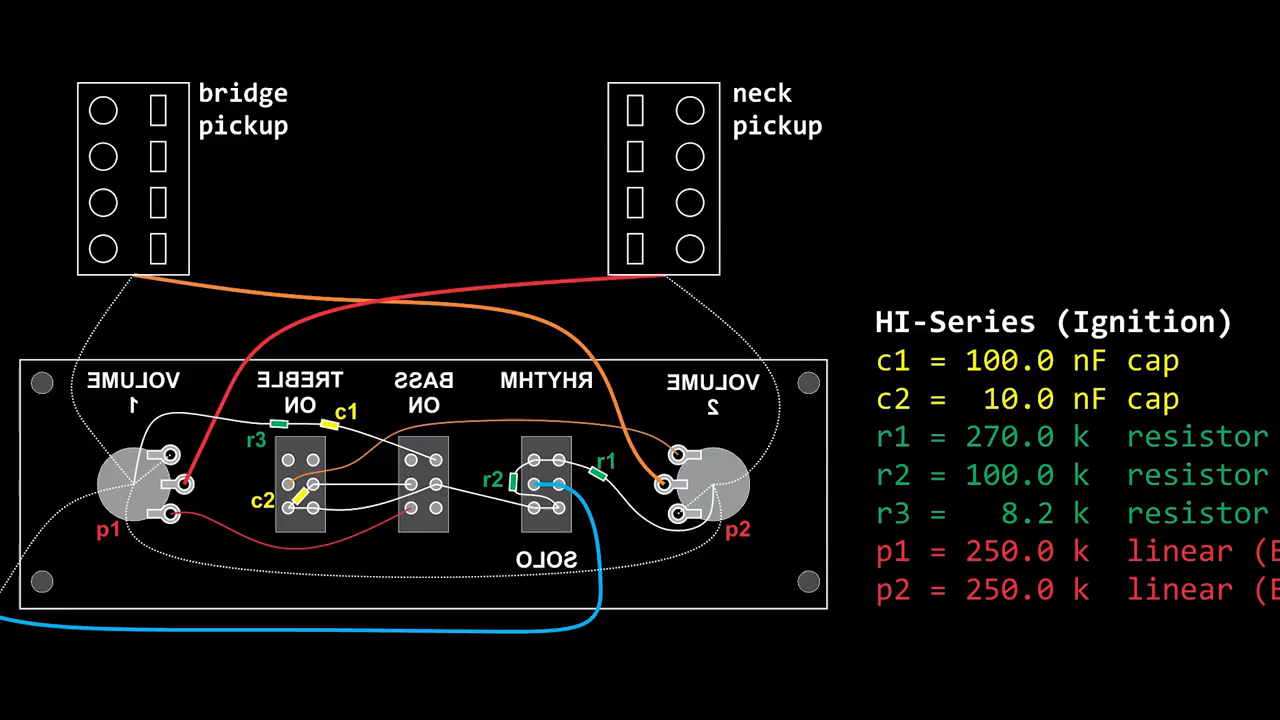 bridge
pickup
neck
pickup
VOLUME
1
TREBLE
ON
BASS
ON
RHYTHM
VOLUME
2
r3
c1
c2
r2
r1
p1
p2
SOLO
HI-Series (Ignition)
c1 = 100.0 nF cap
c2 = 10.0 nF cap
r1 = 270.0 k resistor
r2 = 100.0 k resistor
r3 = 8.2 k resistor
p1 = 250.0 k linear
p2 = 250.0 k linear